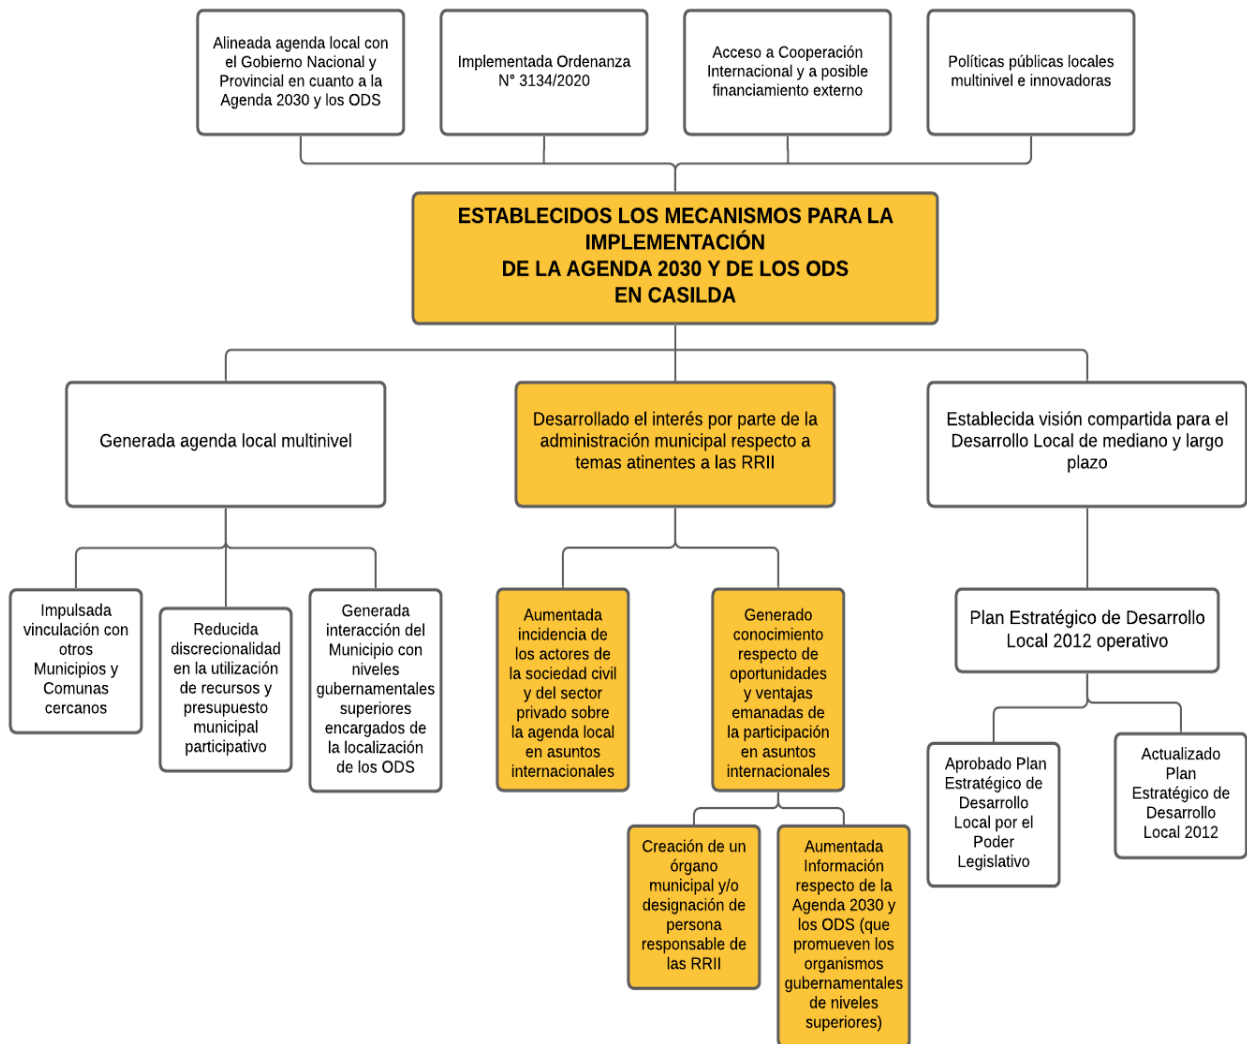 Alineada agenda local con
el Gobierno Nacional y
Provincial en cuanto a la
Agenda 2030 y los ODS
Implementada Ordenanza
N° 3134/2020
Acceso a Cooperación
Internacional y a posible
financiamiento externo
Políticas públicas locales
multinivel e innovadoras
ESTABLECIDOS LOS MECANISMOS PARA LA
IMPLEMENTACIÓN
DE LA AGENDA 2030 Y DE LOS ODS
EN CASILDA
Generada agenda local multinivel
Desarrollado el interés por parte de la
administración municipal respecto a
temas atinentes a las RRII
Establecida visión compartida para el
Desarrollo Local de mediano y largo
plazo
Impulsada
vinculación con
otros
Municipios y
Comunas
cercanos
Reducida
discrecionalidad
en la utilización
de recursos y
presupuesto
municipal
participativo
Generada
interacción del
Municipio con
niveles
gubernamentales
superiores
encargados de
la localización
de los ODS
Aumentada
incidencia de
los actores de
la sociedad civil
y del sector
privado sobre
la agenda local
en asuntos
internacionales
Generado
conocimiento
respecto de
oportunidades
y ventajas
emanadas de
la participación
en asuntos
internacionales
Plan Estratégico de Desarrollo
Local 2012 operativo
Creación de un
órgano
municipal y/o
designación de
persona
responsable de
las RRII
Aumentada
Información
respecto de la
Agenda 2030 y
los ODS (que
promueven los
organismos
gubernamentales
de niveles
superiores)
Aprobado Plan
Estratégico de
Desarrollo
Local por el
Poder
Legislativo
Actualizado
Plan
Estratégico de
Desarrollo
Local 2012